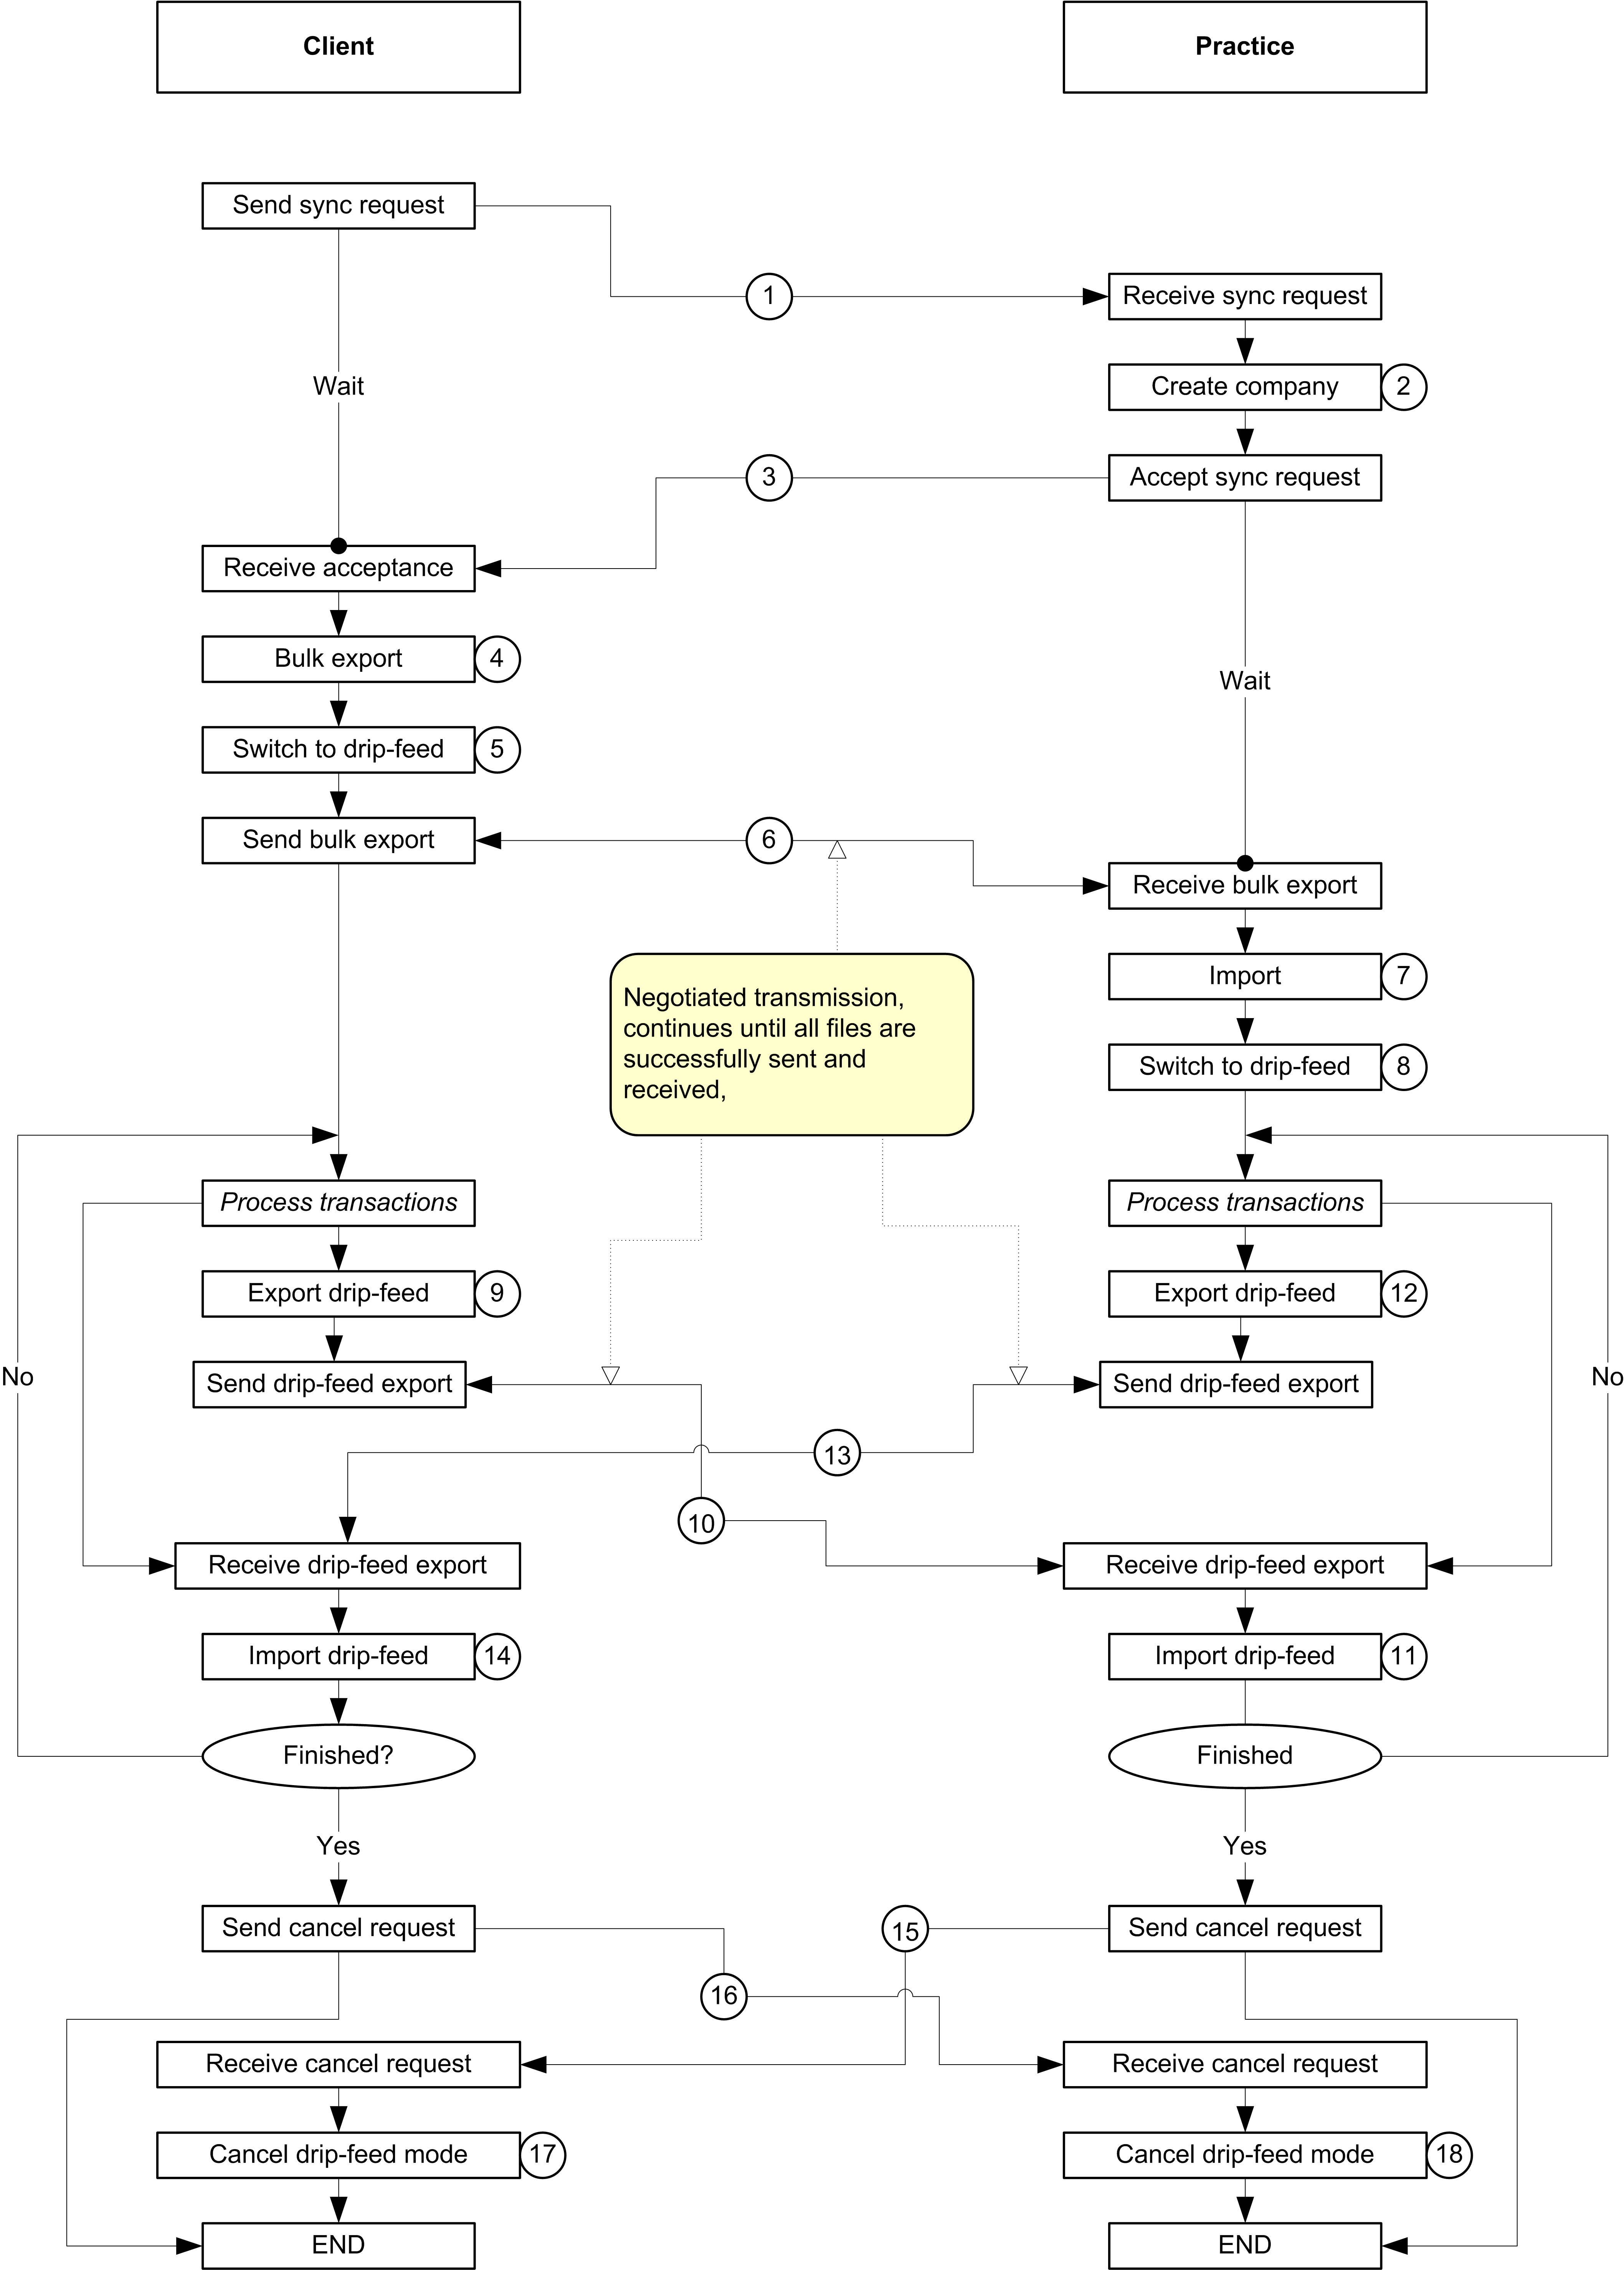 Client
Practice
Send sync request
1
Receive sync request
Wait
Create company
2
3
Accept sync request
Receive acceptance
Bulk export
4
Wait
Switch to drip-feed
5
Send bulk export
6
Receive bulk export
Import
7
Negotiated transmission,
continues until all files are
successfully sent and
received,
Switch to drip-feed
8
Process transactions
Process transactions
Export drip-feed
9
Export drip-feed
12
No
Send drip-feed export
Send drip-feed export
No
13
10
Receive drip-feed export
Receive drip-feed export
Import drip-feed
14
Import drip-feed
11
Finished?
Finished
Yes
Yes
Send cancel request
15
Send cancel request
16
Receive cancel request
Receive cancel request
Cancel drip-feed mode
17
Cancel drip-feed mode
18
END
END